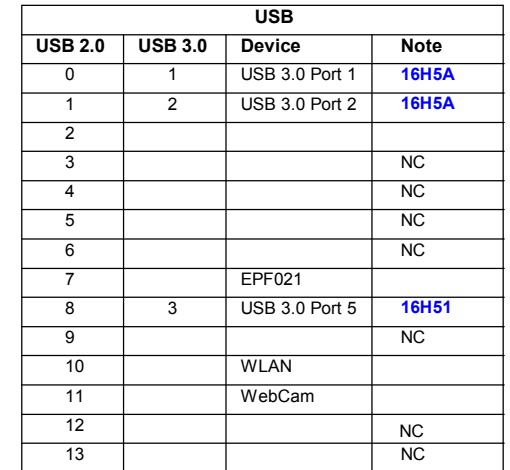 USB
USB 2.0 USB 3.0 Device Note
0 1 USB 3.0 Port 1 16H5A
1 2 USB 3.0 Port 2 16H5A
2
3 NC
4 NC
5 NC
6 NC
7 EPF021
8 3 USB 3.0 Port 5 16H51
9 NC
10 WLAN
11 WebCam
12 NC
13 NC